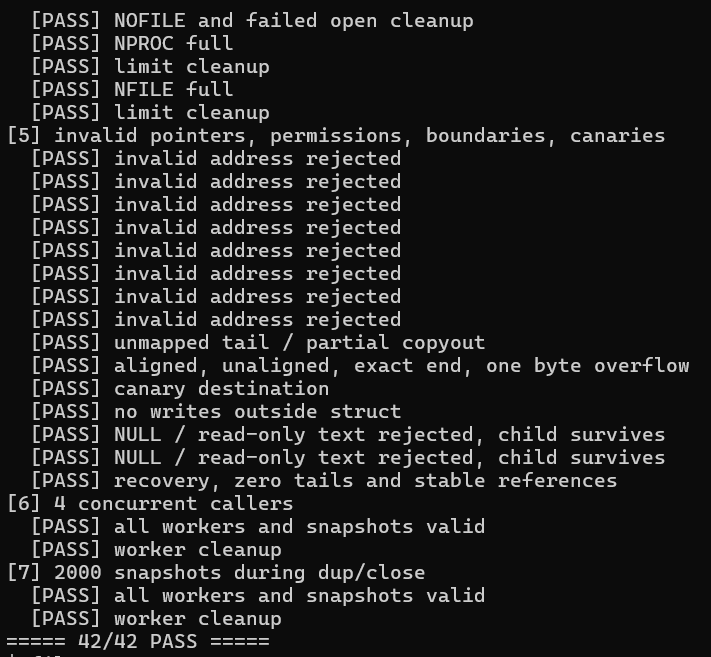 [PASS] NOFILE and failed open cleanup
[PASS] NPROC full
[PASS] limit cleanup
[PASS] NFILE full
[PASS] limit cleanup
[5] invalid pointers, permissions, boundaries, canaries
[PASS] invalid address rejected
[PASS] invalid address rejected
[PASS] invalid address rejected
[PASS] invalid address rejected
[PASS] invalid address rejected
[PASS] invalid address rejected
[PASS] invalid address rejected
[PASS] invalid address rejected
[PASS] unmapped tail / partial copyout
[PASS] aligned, unaligned, exact end, one byte overflow
[PASS] canary destination
[PASS] no writes outside struct
[PASS] NULL / read-only text rejected, child survives
[PASS] NULL / read-only text rejected, child survives
[PASS] recovery, zero tails and stable references
[6] 4 concurrent callers
[PASS] all workers and snapshots valid
[PASS] worker cleanup
[7] 2000 snapshots during dup/close
[PASS] all workers and snapshots valid
[PASS] worker cleanup
===== 42/42 PASS =====